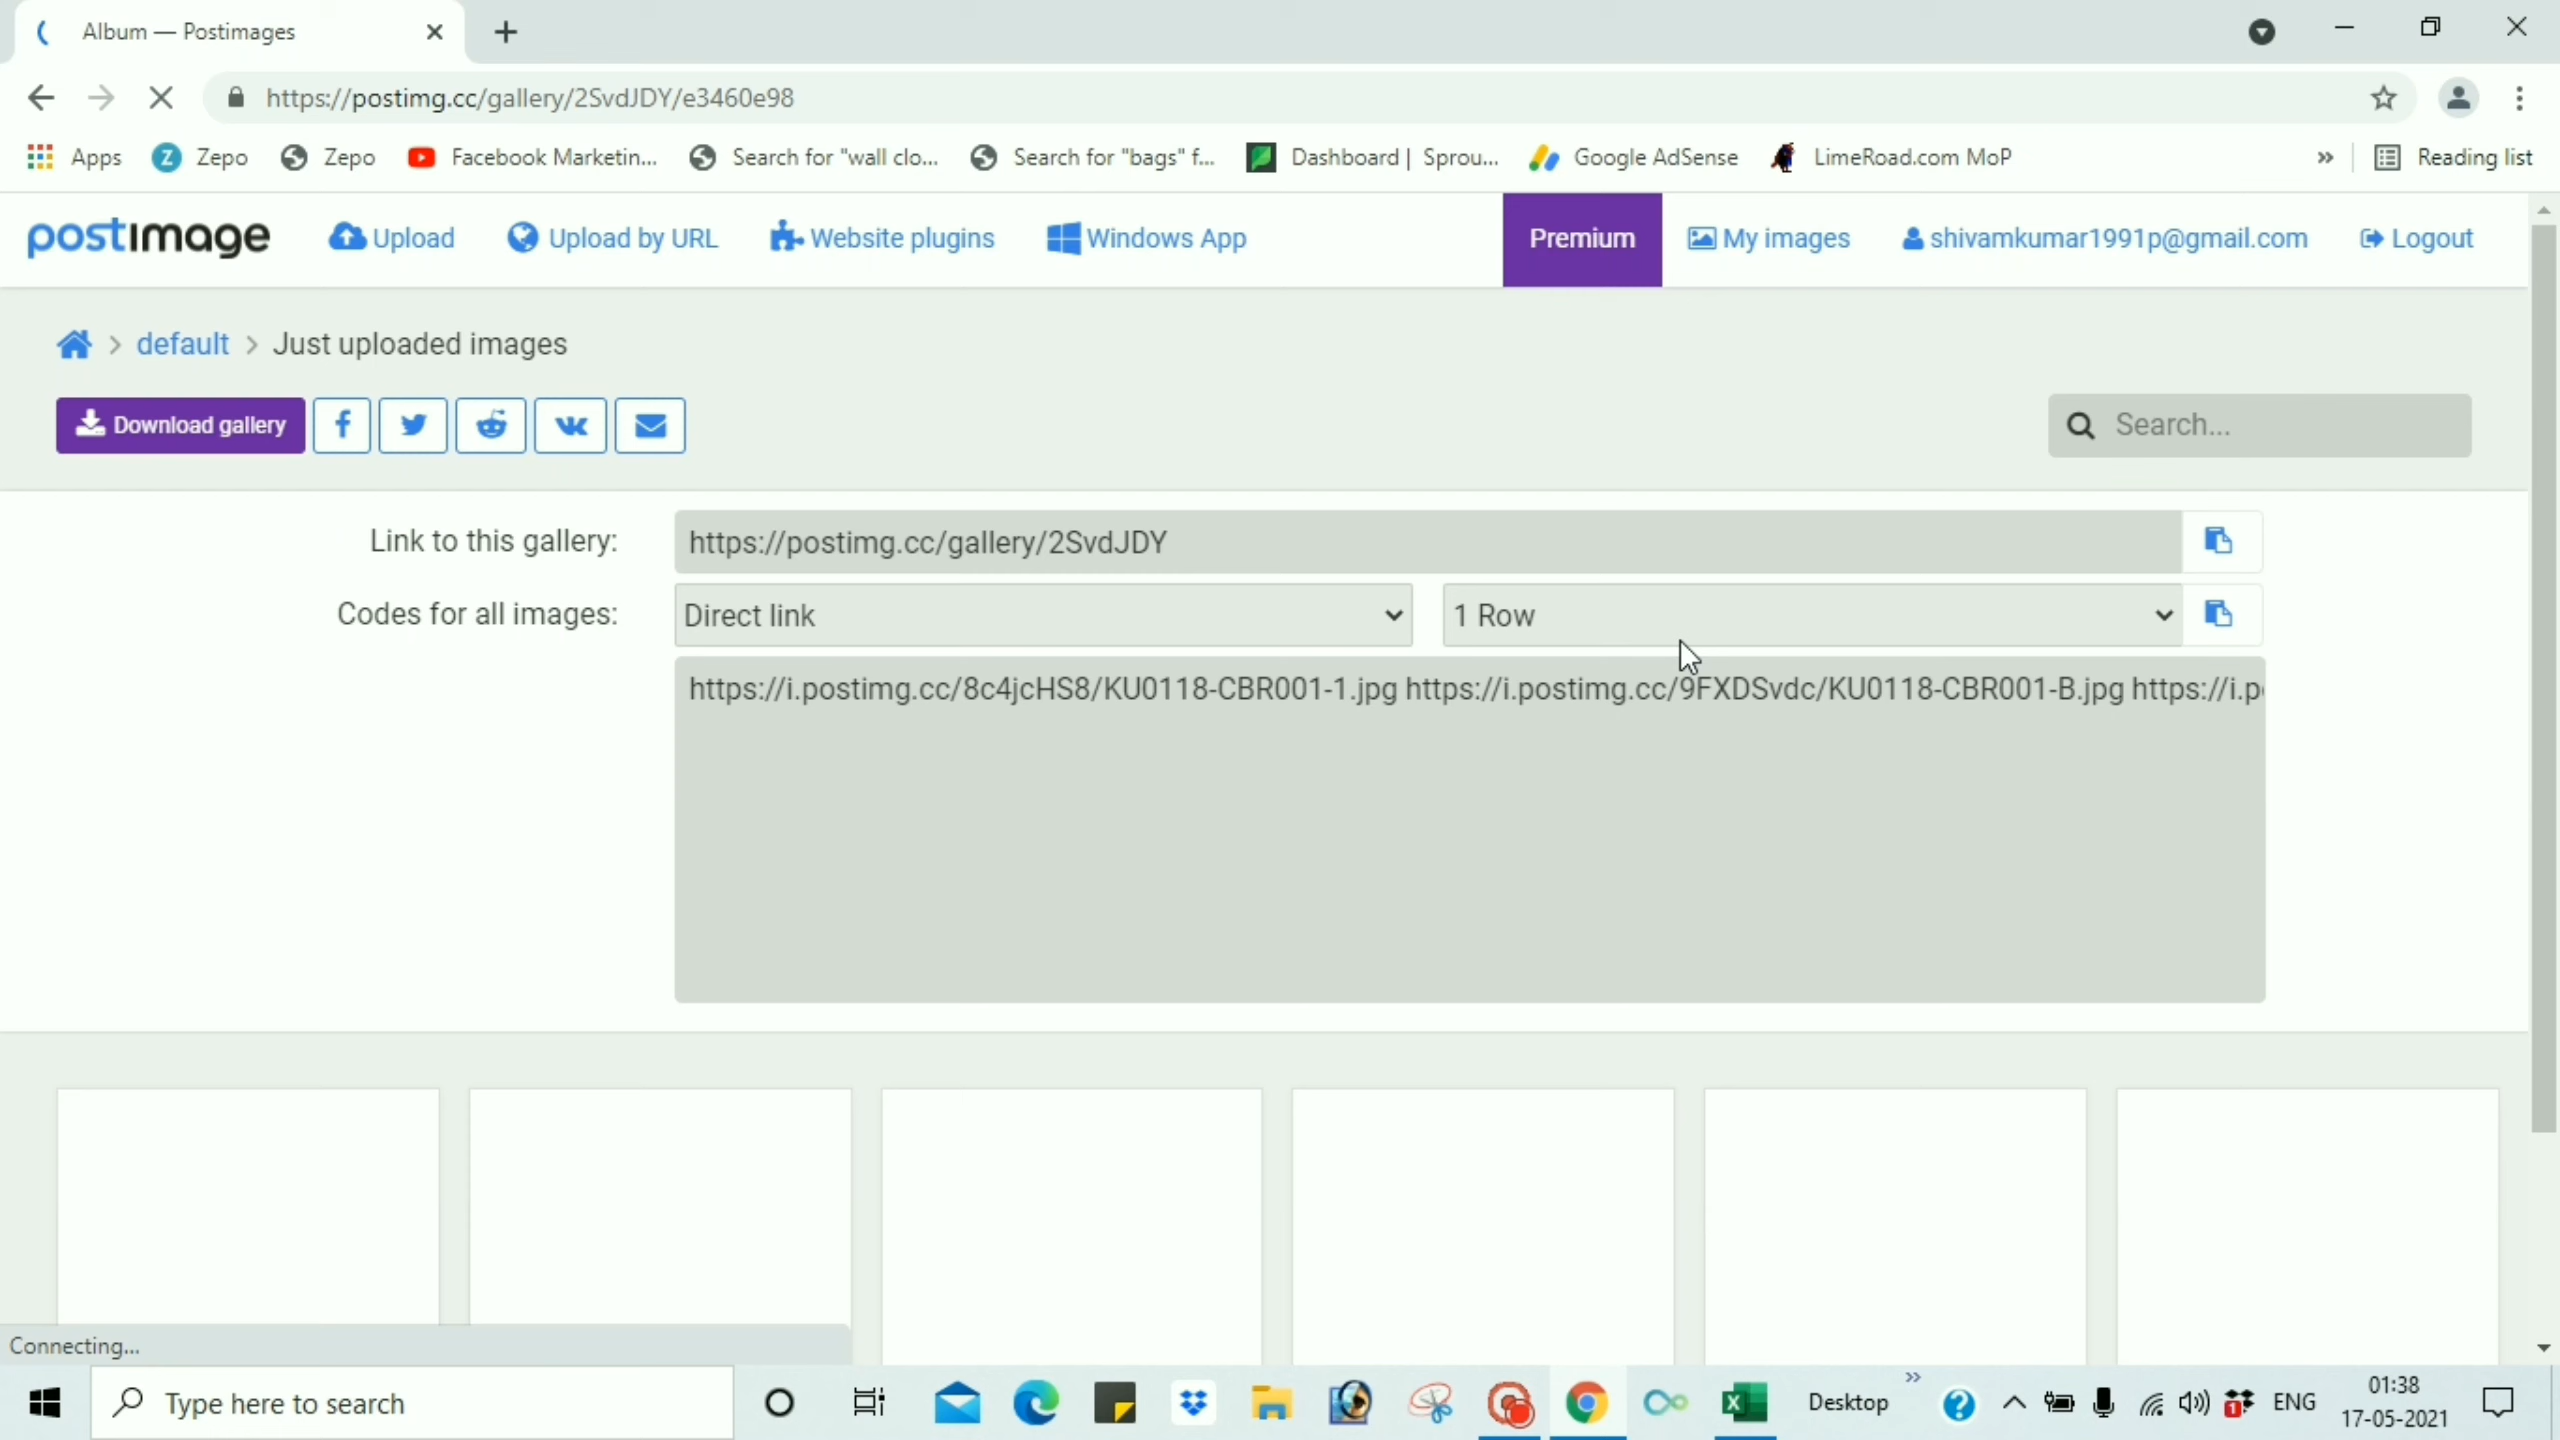 Album — Postimages
https://postimg.cc/gallery/2SvdJDY/e3460e98
Apps Zepo Zepo Facebook Marketin... Search for "wall clo... Search for "bags" f... Dashboard | Sprou... Google AdSense LimeRoad.com MoP » Reading list
postimage Upload Upload by URL Website plugins Windows App Premium My images shivamkumar1991p@gmail.com Logout
default > Just uploaded images
Download gallery Search...
Link to this gallery: https://postimg.cc/gallery/2SvdJDY
Codes for all images: Direct link 1 Row
https://i.postimg.cc/8c4jcHS8/KU0118-CBR001-1.jpg https://i.postimg.cc/9FXDSvdc/KU0118-CBR001-B.jpg https://i.p
Connecting...
Type here to search Desktop » ENG 01:38
17-05-2021